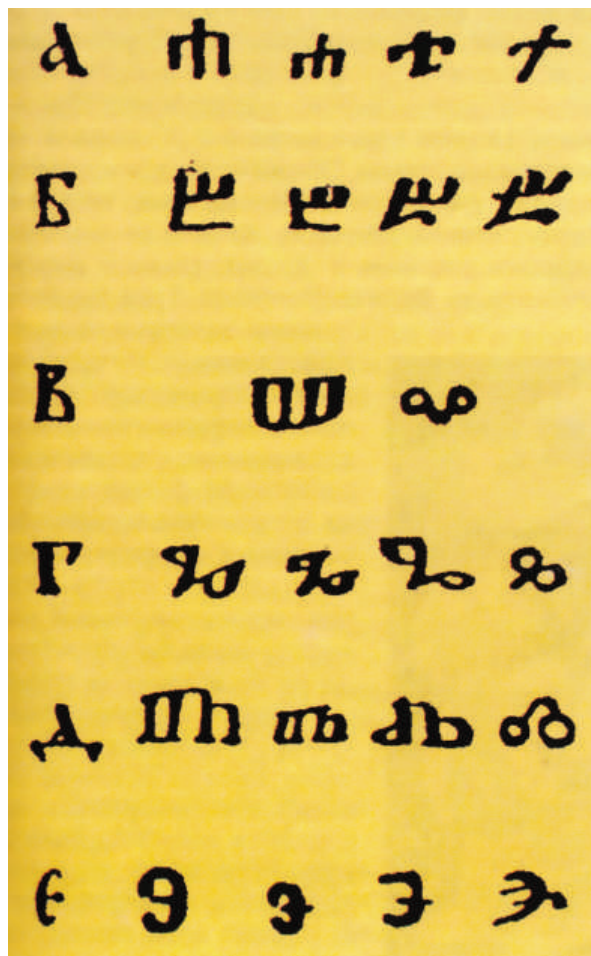 А Ⰰ Ⰰ Ⰰ Ⰰ
Б Ⰱ Ⰱ Ⰱ Ⰱ
В Ⰲ Ⰲ
Г Ⰳ Ⰳ Ⰳ Ⰳ
Д Ⰴ Ⰴ Ⰴ Ⰴ
Є Ⰵ Ⰵ Ⰵ Ⰵ